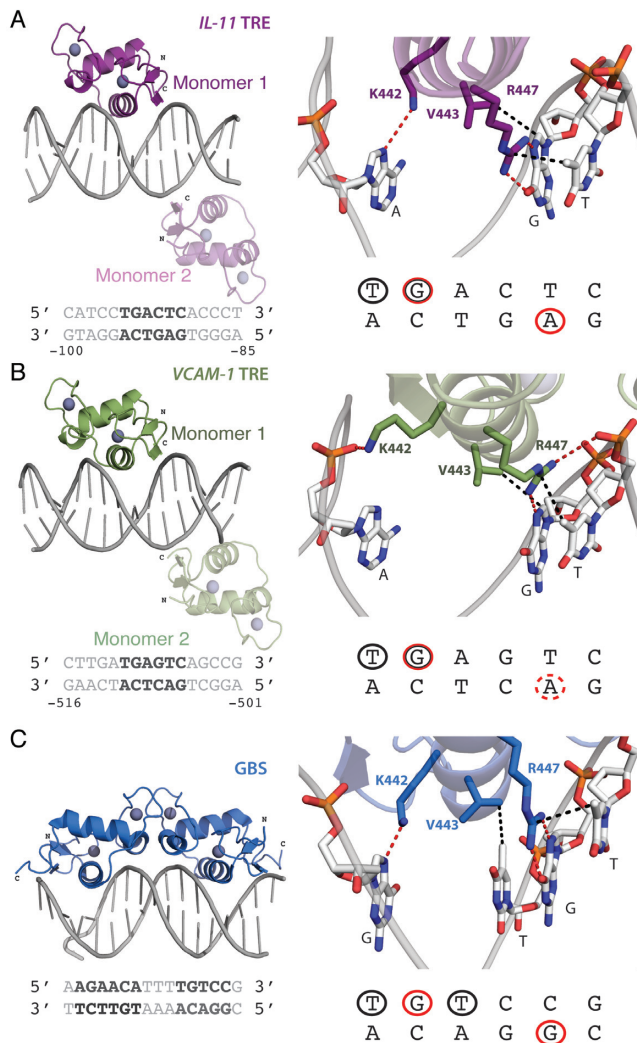 A
IL-11 TRE
Monomer 1
N
C
C
N
Monomer 2
5′ CATCCTGACTCACCCT 3′
3′ GTAGGACTGAGTGGGA 5′
−100 −85
K442
R447
V443
A
G
T
T G A C T C
A C T G A G
B
VCAM-1 TRE
N
C
Monomer 1
C
N
Monomer 2
5′ CTTGATGAGTCAGCCG 3′
3′ GAACTACTCAGTCGGA 5′
−516 −501
K442
R447
V443
A
G
T
T G A G T C
A C T C A G
C
GBS
N
C
N
C
5′ AAGAACATTTTGTCCG 3′
3′ TTCTTGTAAAACAGGC 5′
K442
R447
V443
G
T
G
T
T G T C C G
A C A G G C